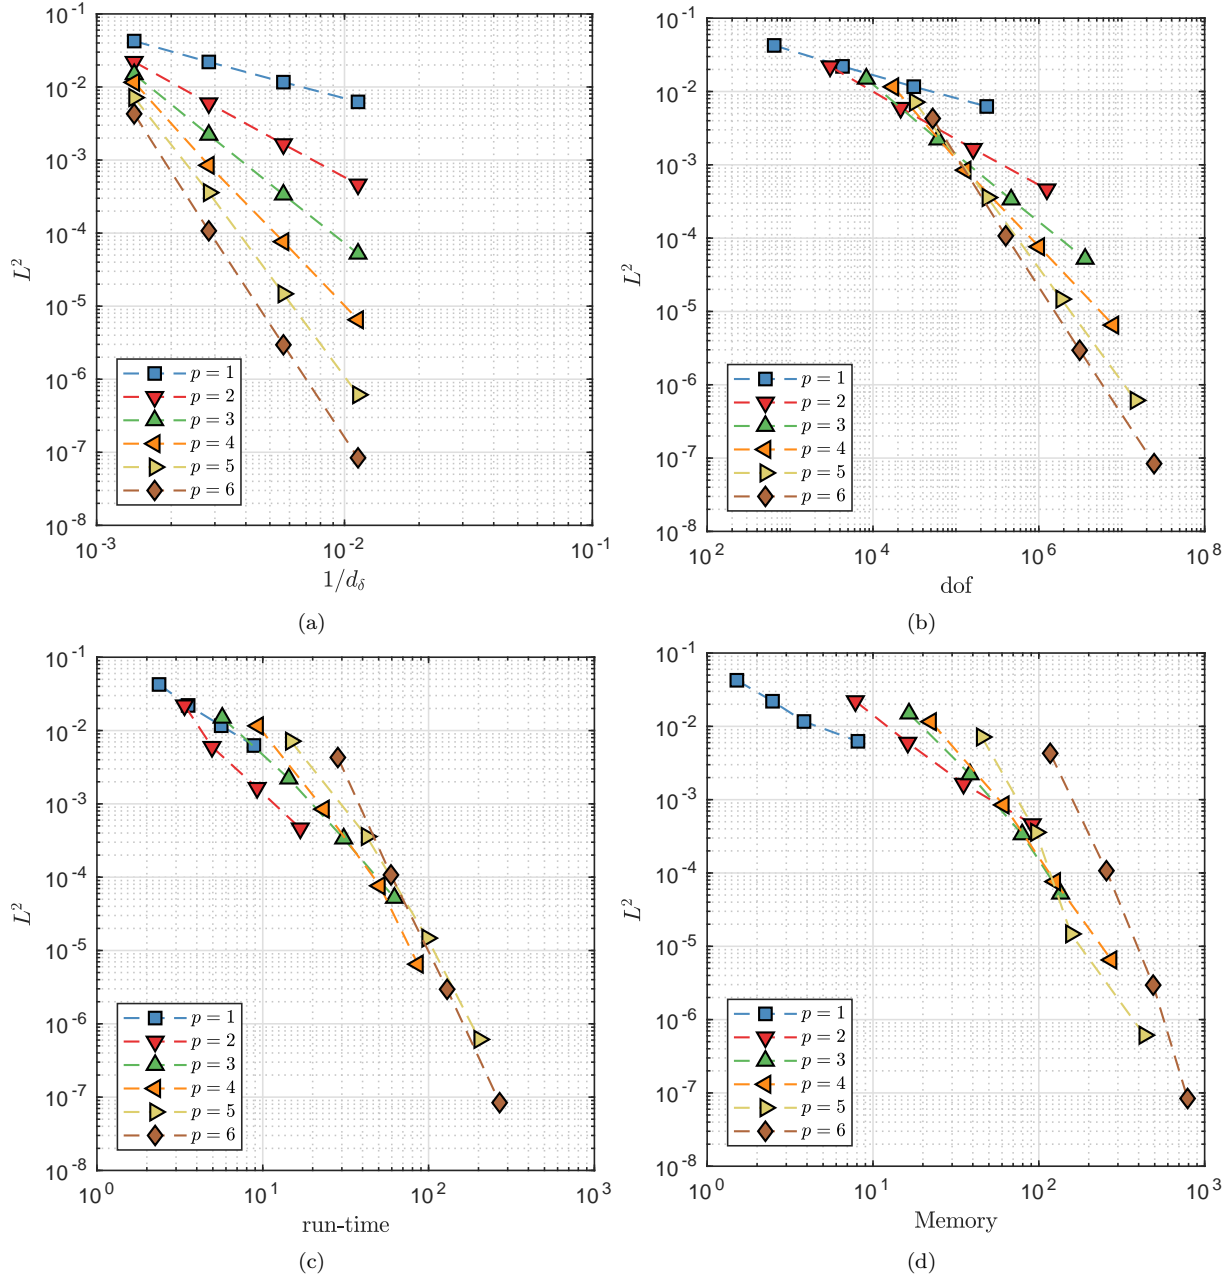 10^-1
10^-2
10^-3
10^-4
10^-5
10^-6
10^-7
10^-8
L^2
p = 1
p = 2
p = 3
p = 4
p = 5
p = 6
10^-3 10^-2 10^-1
1/d_δ
(a)
10^-1
10^-2
10^-3
10^-4
10^-5
10^-6
10^-7
10^-8
L^2
p = 1
p = 2
p = 3
p = 4
p = 5
p = 6
10^2 10^4 10^6 10^8
dof
(b)
10^-1
10^-2
10^-3
10^-4
10^-5
10^-6
10^-7
10^-8
L^2
p = 1
p = 2
p = 3
p = 4
p = 5
p = 6
10^0 10^1 10^2 10^3
run-time
(c)
10^-1
10^-2
10^-3
10^-4
10^-5
10^-6
10^-7
10^-8
L^2
p = 1
p = 2
p = 3
p = 4
p = 5
p = 6
10^0 10^1 10^2 10^3
Memory
(d)